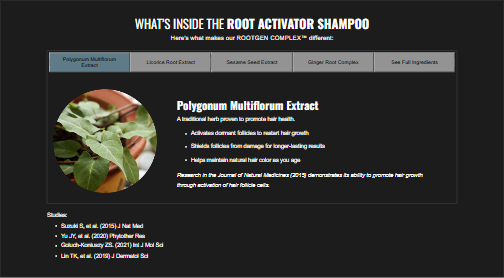 WHAT'S INSIDE THE ROOT ACTIVATOR SHAMPOO
Here's what makes our ROOTGEN COMPLEX™ different:
Polygonum Multiflorum
Extract
Licorice Root Extract
Sesame Seed Extract
Ginger Root Complex
See Full Ingredients
Polygonum Multiflorum Extract
A traditional herb proven to promote hair growth.
Activates dormant follicles to restart hair growth
Shields follicles from damage for longer-lasting results
Helps maintain natural hair color as you age
Research in the Journal of Natural Medicines (2015) demonstrates its ability to promote hair growth
through activation of hair follicle cells.
Studies:
Suzuki S, et al. (2015) J Nat Med
Yu JY, et al. (2020) Phytother Res
Goluch-Koniuszy ZS. (2021) Int J Mol Sci
Lin TK, et al. (2019) J Dermatol Sci